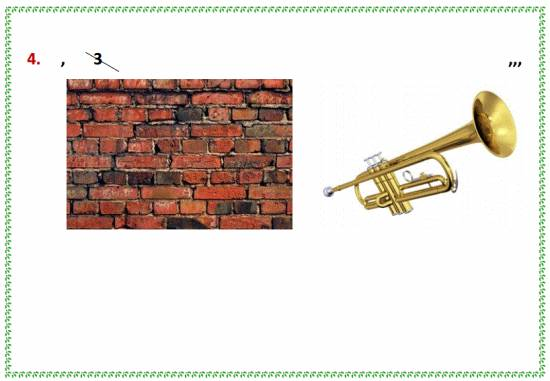 4. , 3 ,,,